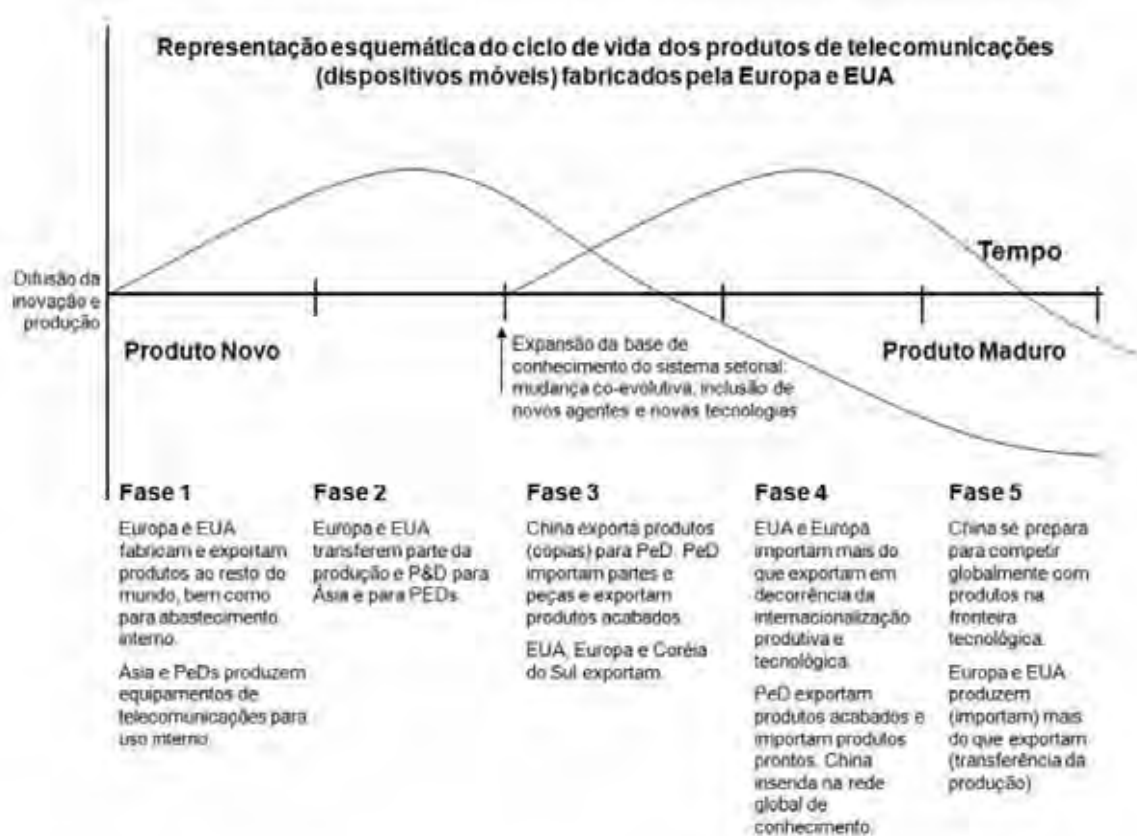 Representação esquemática do ciclo de vida dos produtos de telecomunicações
(dispositivos móveis) fabricados pela Europa e EUA
Tempo
Difusão da
inovação e
produção
Produto Novo
Expansão da base de
conhecimento do sistema setorial:
mudança co-evolutiva, inclusão de
novos agentes e novas tecnologias
Produto Maduro
Fase 1
Europa e EUA
fabricam e exportam
produtos ao resto do
mundo, bem como
para abastecimento
interno.
Ásia e PeDs produzem
equipamentos de
telecomunicações para
uso interno.
Fase 2
Europa e EUA
transferem parte da
produção e P&D para
Ásia e para PEDs.
Fase 3
China exporta produtos
(cópias) para PeD. PeD
importam partes e
peças e exportam
produtos acabados.
EUA, Europa e Coréia
do Sul exportam.
Fase 4
EUA e Europa
importam mais do
que exportam em
decorrência da
internacionalização
produtiva e
tecnológica.
PeD exportam
produtos acabados e
importam produtos
prontos. China
inserida na rede
global de
conhecimento.
Fase 5
China se prepara
para competir
globalmente com
produtos na
fronteira
tecnológica.
Europa e EUA
produzem
(importam) mais
do que exportam
(transferência da
produção)